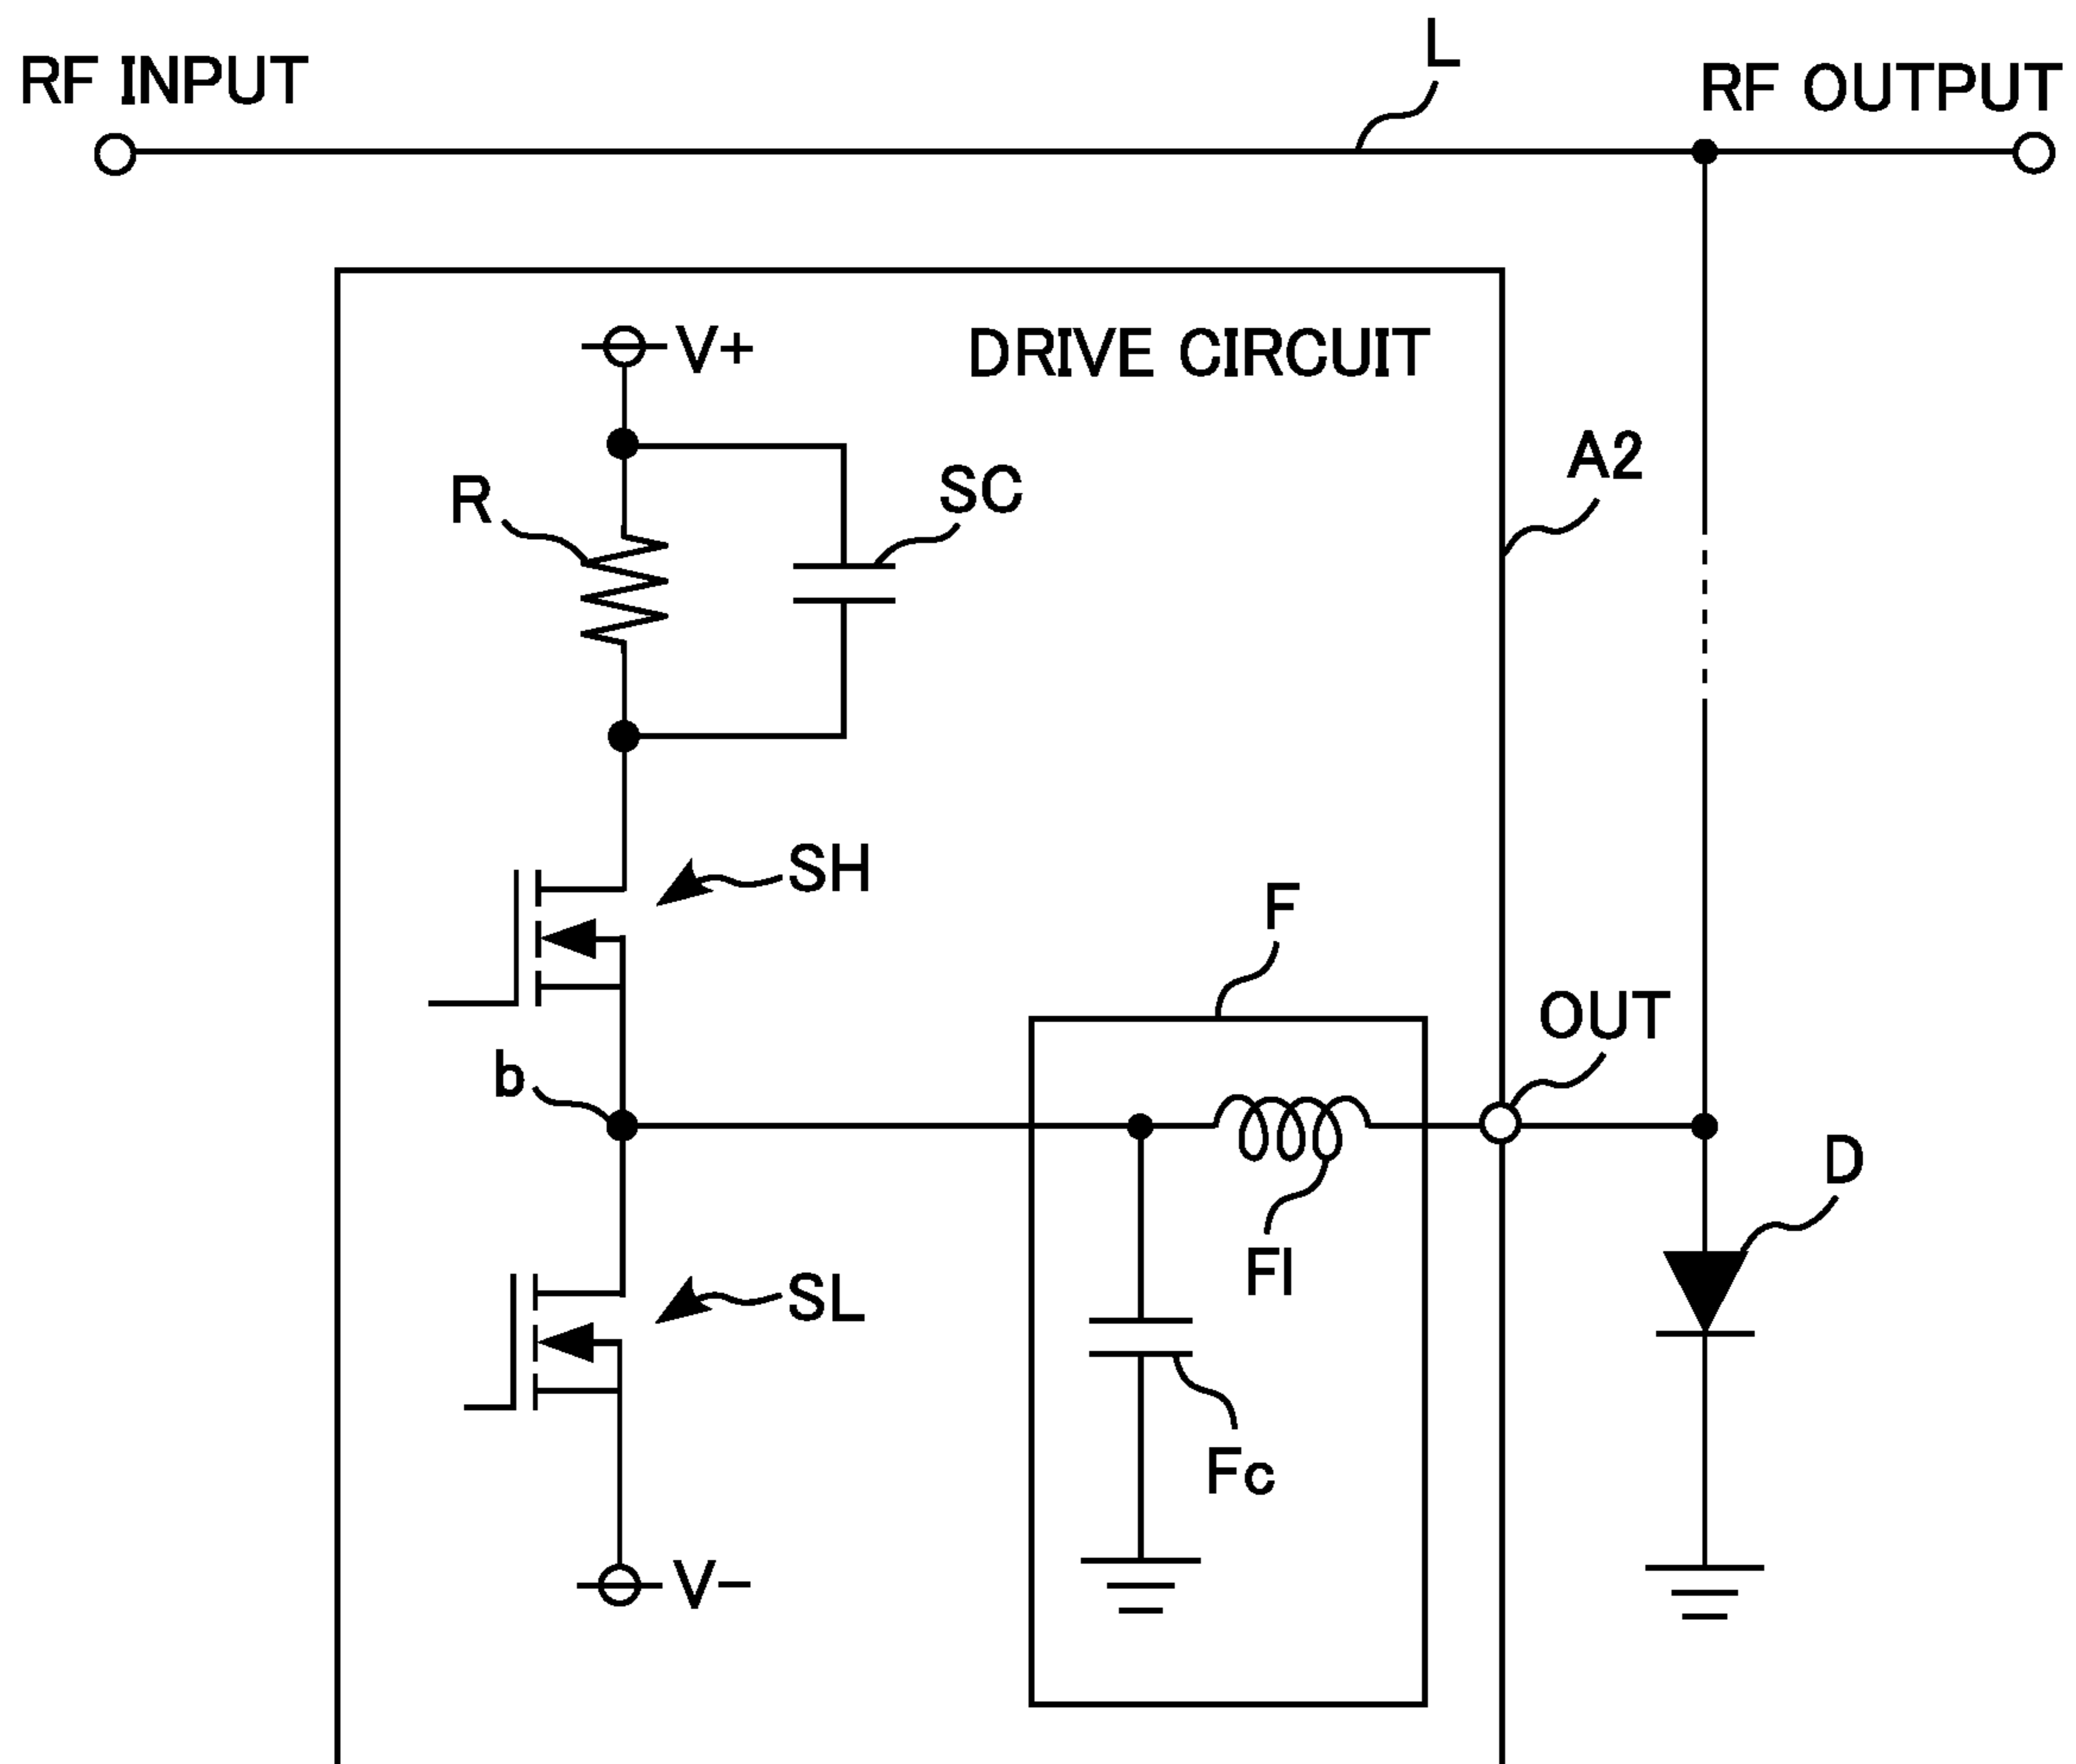 L
RF INPUT
RF OUTPUT
V+
DRIVE CIRCUIT
A2
R
SC
SH
F
OUT
b
D
Fl
SL
Fc
V−